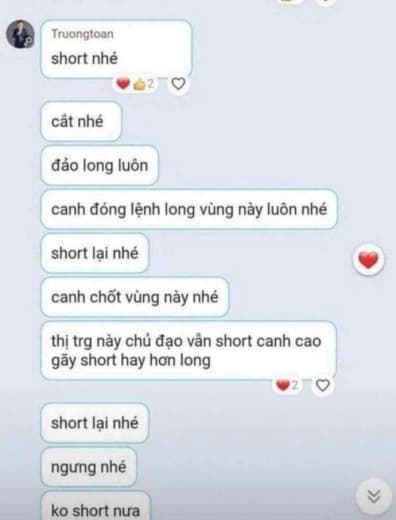 Truongtoan
short nhé
2
cắt nhé
đảo long luôn
canh đóng lệnh long vùng này luôn nhé
short lại nhé
canh chốt vùng này nhé
thị trg này chủ đạo vẫn short canh cao
gãy short hay hơn long
2
short lại nhé
ngưng nhé
ko short nưa